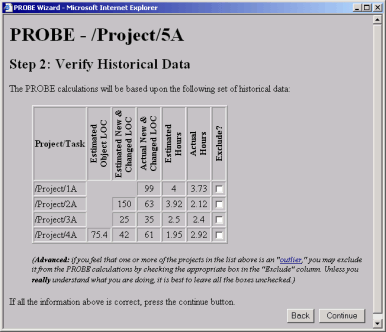 PROBE Wizard - Microsoft Internet Explorer
PROBE - /Project/5A
Step 2: Verify Historical Data
The PROBE calculations will be based upon the following set of historical data:
Project/Task Estimated Object LOC Estimated New & Changed LOC Actual New & Changed LOC Estimated Hours Actual Hours Exclude?
/Project/1A 99 4 3.73
/Project/2A 150 63 3.92 2.12
/Project/3A 25 35 2.5 2.4
/Project/4A 75.4 42 61 1.95 2.92
(Advanced: if you feel that one or more of the projects in the list above is an "outlier," you may exclude
it from the PROBE calculations by checking the appropriate box in the "Exclude" column. Unless you
really understand what you are doing, it is best to leave all the boxes unchecked.)
If all the information above is correct, press the continue button.
Back Continue